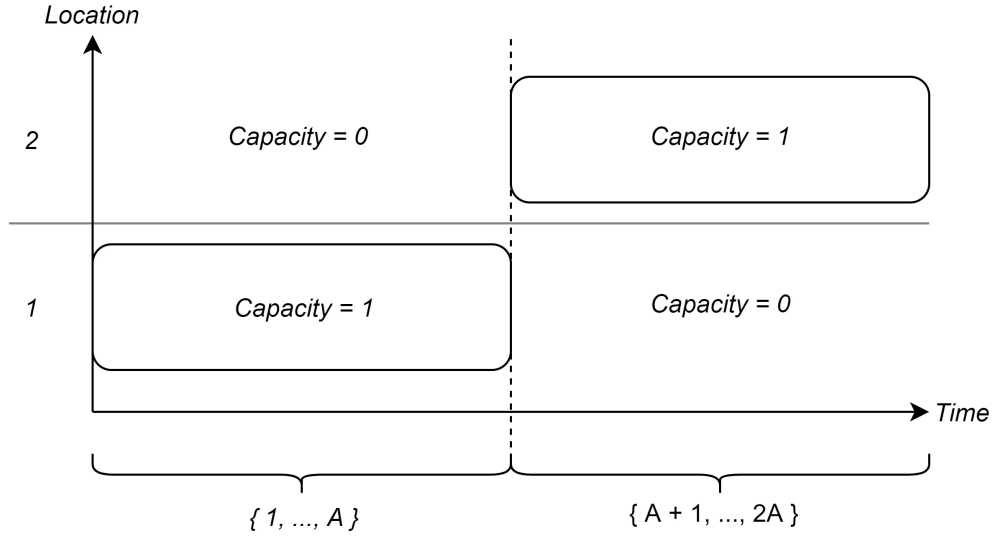 Location
2
Capacity = 0
Capacity = 1
1
Capacity = 1
Capacity = 0
Time
{ 1, ..., A }
{ A + 1, ..., 2A }